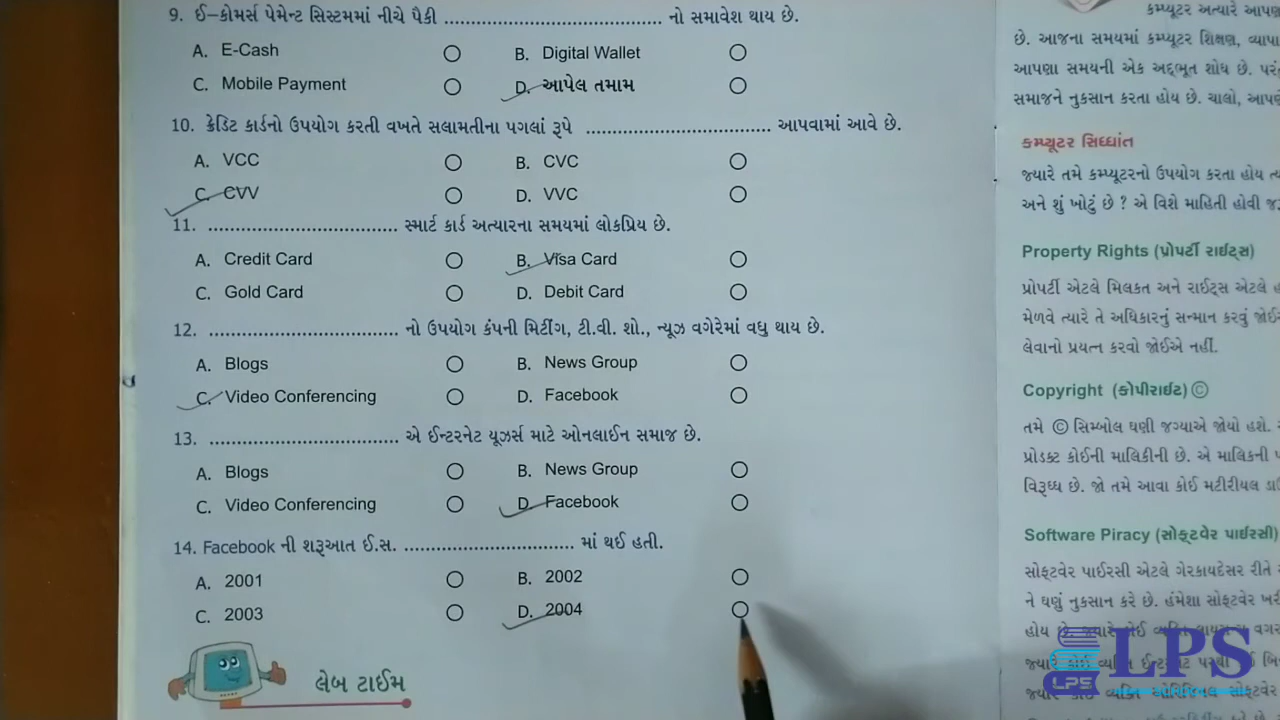 9. ઈ–કોમર્સ પેમેન્ટ સિસ્ટમમાં નીચે પૈકી ...................................... નો સમાવેશ થાય છે.
A. E-Cash B. Digital Wallet
C. Mobile Payment D. આપેલ તમામ
10. ક્રેડિટ કાર્ડનો ઉપયોગ કરતી વખતે સલામતીના પગલાં રૂપે ................................. આપવામાં આવે છે.
A. VCC B. CVC
C. CVV D. VVC
11. ................................. સ્માર્ટ કાર્ડ અત્યારના સમયમાં લોકપ્રિય છે.
A. Credit Card B. Visa Card
C. Gold Card D. Debit Card
12. ................................. નો ઉપયોગ કંપની મિટીંગ, ટી.વી. શો., ન્યૂઝ વગેરેમાં વધુ થાય છે.
A. Blogs B. News Group
C. Video Conferencing D. Facebook
13. ................................. એ ઈન્ટરનેટ યૂઝર્સ માટે ઓનલાઈન સમાજ છે.
A. Blogs B. News Group
C. Video Conferencing D. Facebook
14. Facebook ની શરૂઆત ઈ.સ. .............................. માં થઈ હતી.
A. 2001 B. 2002
C. 2003 D. 2004
લેબ ટાઈમ
કમ્પ્યૂટર અત્યારે
છે. આજના સમયમાં કમ્પ્યૂટર શિક્ષણ,
આપણા સમયની એક અદ્દભૂત શોધ છે.
સમાજને નુકસાન કરતા હોય છે. ચાલો,
કમ્પ્યૂટર સિધ્ધાંત
જ્યારે તમે કમ્પ્યૂટરનો ઉપયોગ કરતા હોય
અને શું ખોટું છે ? એ વિશે માહિતી હોવી
Property Rights (પ્રોપર્ટી રાઈટ્સ)
પ્રોપર્ટી એટલે મિલકત અને રાઈટ્સ એટલે
મેળવે ત્યારે તે અધિકારનું સન્માન કરવું
લેવાનો પ્રયત્ન કરવો જોઈએ નહીં.
Copyright (કોપીરાઈટ) ©
તમે © સિમ્બોલ ઘણી જગ્યાએ જોયો હશે.
પ્રોડક્ટ કોઈની માલિકીની છે. એ માલિકની
વિરૂધ્ધ છે. જો તમે આવા કોઈ મટીરીયલ
Software Piracy (સોફ્ટવેર પાઈરસી)
સોફ્ટવેર પાઈરસી એટલે ગેરકાયદેસર રીતે
ને ઘણું નુકસાન કરે છે. હંમેશા સોફ્ટવેર
હોય છે. જ્યારે કોઈ વ્યક્તિ
જ્યારે કોઈ વ્યક્તિ ઈન્ટરનેટ
જ્યારે કોઈ વ્યક્તિ
LPS
LPS